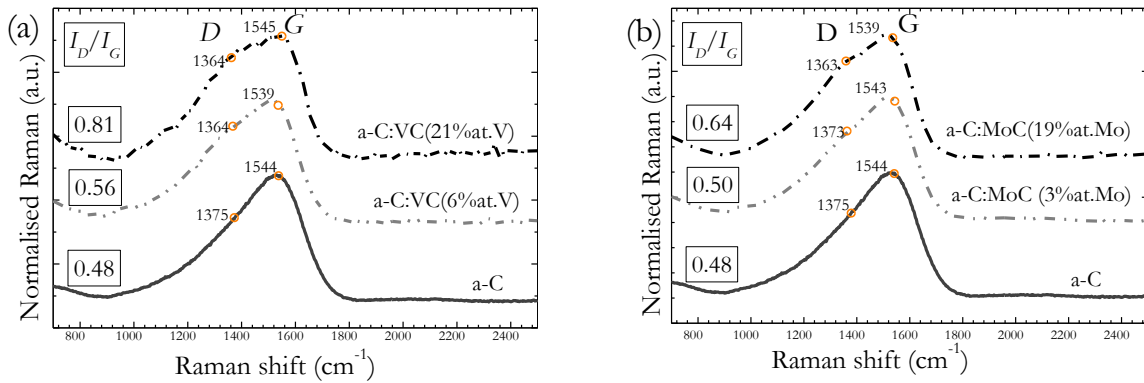 (a)
I_D/I_G
D
1545
G
1364
1539
0.81
1364
a-C:VC(21%at.V)
1544
0.56
a-C:VC(6%at.V)
1375
0.48
a-C
Normalised Raman (a.u.)
800 1000 1200 1400 1600 1800 2000 2200 2400
Raman shift (cm⁻¹)
(b)
I_D/I_G
D
1539
G
1363
1543
0.64
1373
a-C:MoC(19%at.Mo)
1544
0.50
a-C:MoC (3%at.Mo)
1375
0.48
a-C
Normalised Raman (a.u.)
800 1000 1200 1400 1600 1800 2000 2200 2400
Raman shift (cm⁻¹)